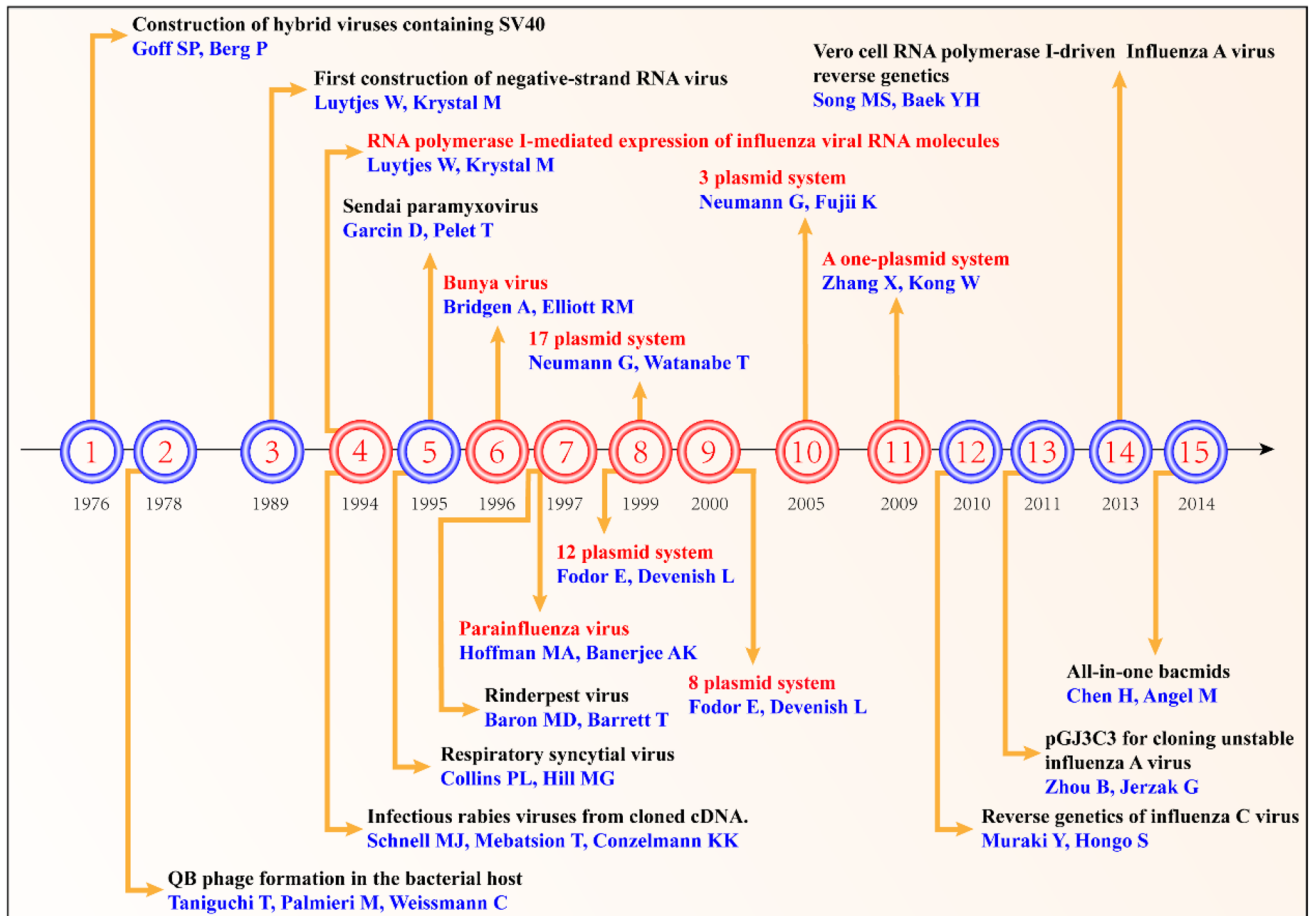 Construction of hybrid viruses containing SV40
Goff SP, Berg P
First construction of negative-strand RNA virus
Luytjes W, Krystal M
RNA polymerase I-mediated expression of influenza viral RNA molecules
Luytjes W, Krystal M
Sendai paramyxovirus
Garcin D, Pelet T
Bunya virus
Bridgen A, Elliott RM
17 plasmid system
Neumann G, Watanabe T
3 plasmid system
Neumann G, Fujii K
A one-plasmid system
Zhang X, Kong W
Vero cell RNA polymerase I-driven Influenza A virus
reverse genetics
Song MS, Baek YH
1 2 3 4 5 6 7 8 9 10 11 12 13 14 15
1976 1978 1989 1994 1995 1996 1997 1999 2000 2005 2009 2010 2011 2013 2014
12 plasmid system
Fodor E, Devenish L
Parainfluenza virus
Hoffman MA, Banerjee AK
8 plasmid system
Fodor E, Devenish L
Rinderpest virus
Baron MD, Barrett T
Respiratory syncytial virus
Collins PL, Hill MG
Infectious rabies viruses from cloned cDNA.
Schnell MJ, Mebatsion T, Conzelmann KK
QB phage formation in the bacterial host
Taniguchi T, Palmieri M, Weissmann C
All-in-one bacmids
Chen H, Angel M
pGJ3C3 for cloning unstable
influenza A virus
Zhou B, Jerzak G
Reverse genetics of influenza C virus
Muraki Y, Hongo S